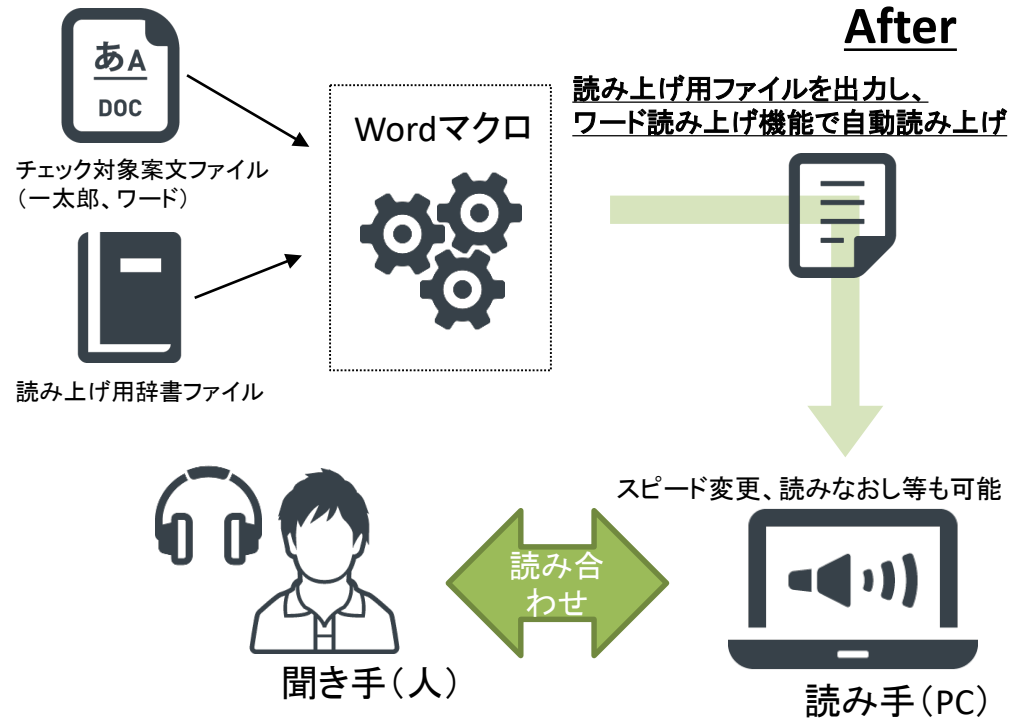 After
読み上げ用ファイルを出力し、
ワード読み上げ機能で自動読み上げ
あA
DOC
チェック対象案文ファイル
（一太郎、ワード）
Wordマクロ
読み上げ用辞書ファイル
スピード変更、読みなおし等も可能
読み合
わせ
聞き手（人）
読み手（PC）